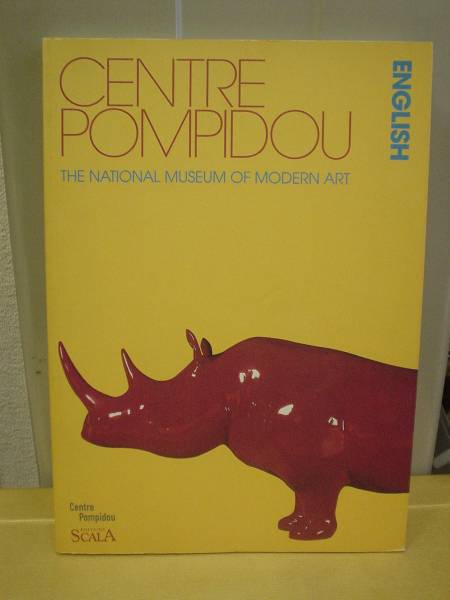 CENTRE
POMPIDOU
THE NATIONAL MUSEUM OF MODERN ART
ENGLISH
Centre
Pompidou
SCALA